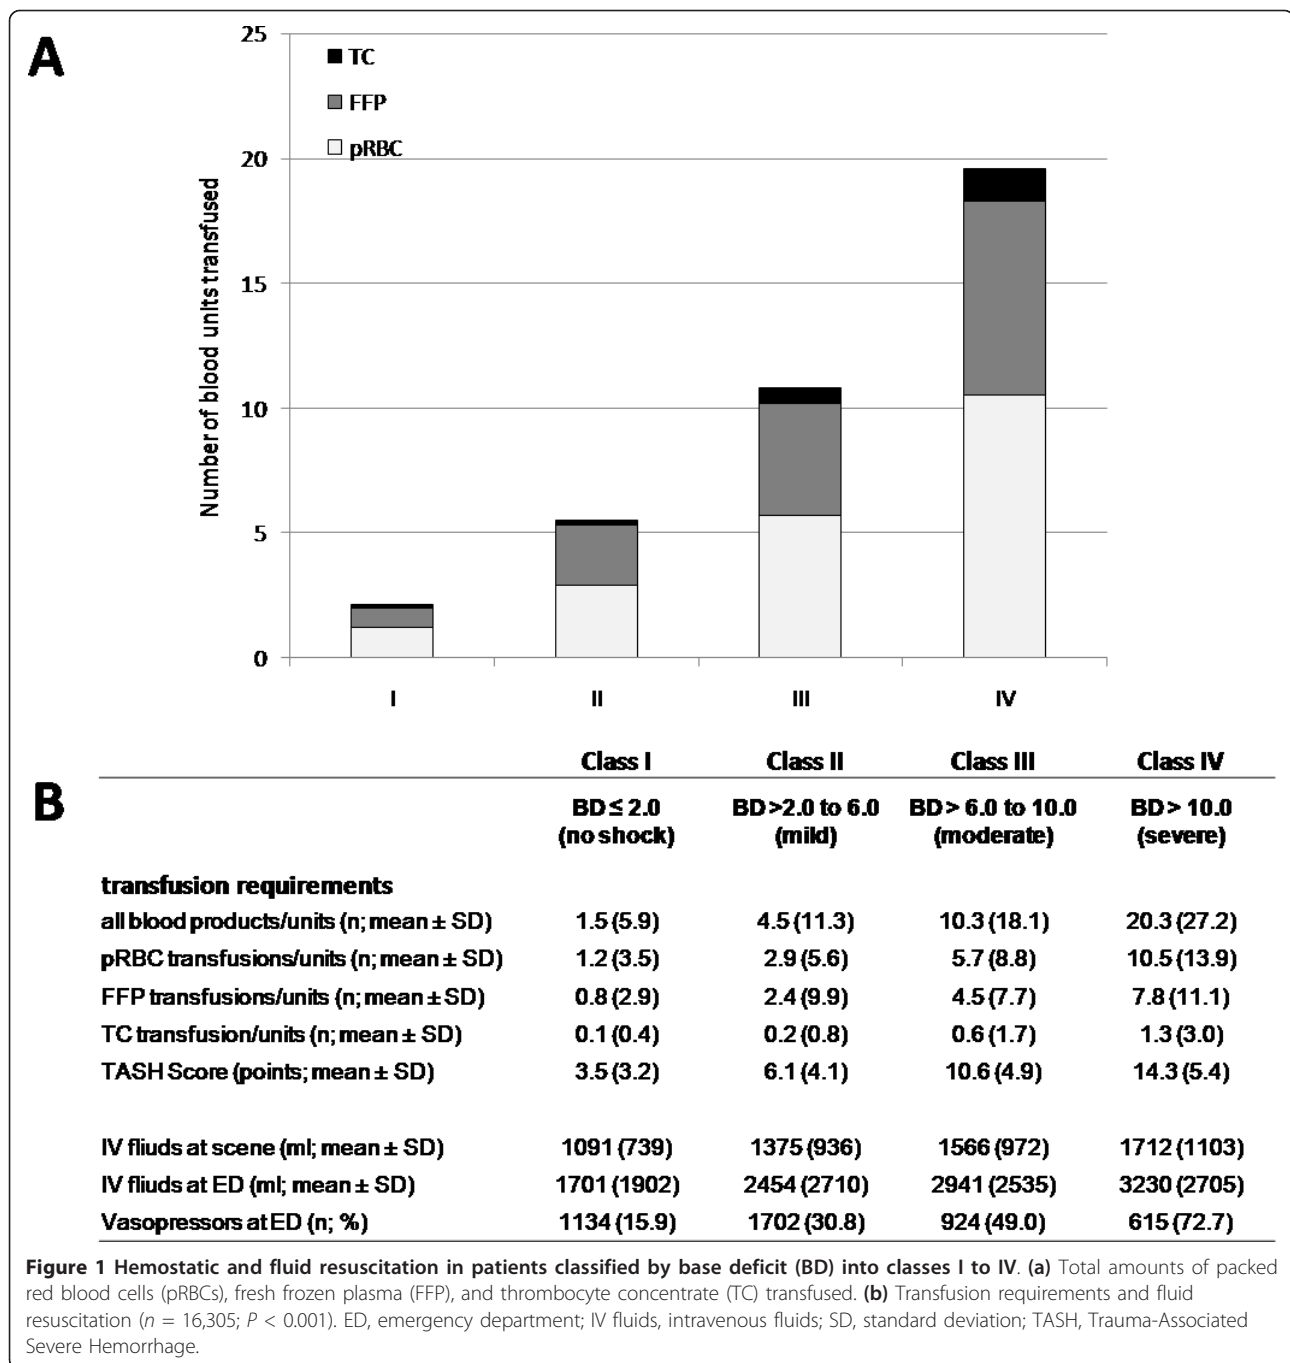 A
25
20
15
10
5
0
Number of blood units transfused
TC
FFP
pRBC
I II III IV
B
Class I Class II Class III Class IV
BD ≤ 2.0 BD >2.0 to 6.0 BD > 6.0 to 10.0 BD > 10.0
(no shock) (mild) (moderate) (severe)
transfusion requirements
all blood products/units (n; mean ± SD) 1.5 (5.9) 4.5 (11.3) 10.3 (18.1) 20.3 (27.2)
pRBC transfusions/units (n; mean ± SD) 1.2 (3.5) 2.9 (5.6) 5.7 (8.8) 10.5 (13.9)
FFP transfusions/units (n; mean ± SD) 0.8 (2.9) 2.4 (9.9) 4.5 (7.7) 7.8 (11.1)
TC transfusion/units (n; mean ± SD) 0.1 (0.4) 0.2 (0.8) 0.6 (1.7) 1.3 (3.0)
TASH Score (points; mean ± SD) 3.5 (3.2) 6.1 (4.1) 10.6 (4.9) 14.3 (5.4)
IV fliuds at scene (ml; mean ± SD) 1091 (739) 1375 (936) 1566 (972) 1712 (1103)
IV fliuds at ED (ml; mean ± SD) 1701 (1902) 2454 (2710) 2941 (2535) 3230 (2705)
Vasopressors at ED (n; %) 1134 (15.9) 1702 (30.8) 924 (49.0) 615 (72.7)
Figure 1 Hemostatic and fluid resuscitation in patients classified by base deficit (BD) into classes I to IV. (a) Total amounts of packed
red blood cells (pRBCs), fresh frozen plasma (FFP), and thrombocyte concentrate (TC) transfused. (b) Transfusion requirements and fluid
resuscitation (n = 16,305; P < 0.001). ED, emergency department; IV fluids, intravenous fluids; SD, standard deviation; TASH, Trauma-Associated
Severe Hemorrhage.